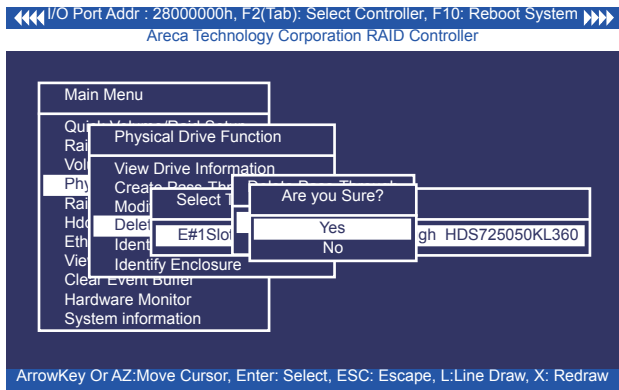 I/O Port Addr : 28000000h, F2(Tab): Select Controller, F10: Reboot System
Areca Technology Corporation RAID Controller
Main Menu
Physical Drive Function
View Drive Information
Are you Sure?
Select
Yes
E#1Slot
HDS725050KL360
No
Identify Enclosure
Clear Event Buffer
Hardware Monitor
System information
ArrowKey Or AZ:Move Cursor, Enter: Select, ESC: Escape, L:Line Draw, X: Redraw